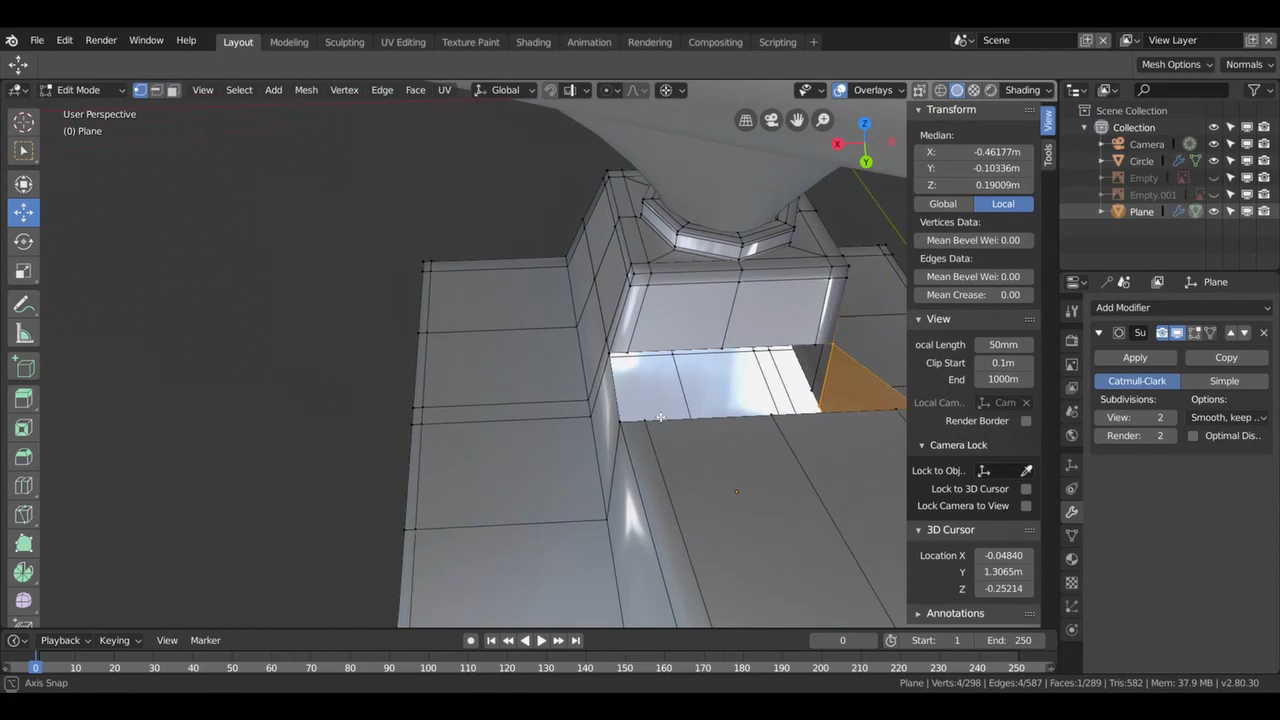 File Edit Render Window Help Layout Modeling Sculpting UV Editing Texture Paint Shading Animation Rendering Compositing Scripting + Scene View Layer
Mesh Options Normals
Edit Mode View Select Add Mesh Vertex Edge Face UV Global Overlays Shading
User Perspective
(0) Plane
Z
X
Y
Transform
Median:
X: -0.46177m
Y: -0.10336m
Z: 0.19009m
Global Local
Vertices Data:
Mean Bevel Wei: 0.00
Edges Data:
Mean Bevel Wei: 0.00
Mean Crease: 0.00
View
ocal Length 50mm
Clip Start 0.1m
End 1000m
Local Cam.. Cam
Render Border
Camera Lock
Lock to Obj..
Lock to 3D Cursor
Lock Camera to View
3D Cursor
Location X -0.04840
Y 1.3065m
Z -0.25214
Annotations
View
Tools
Scene Collection
Collection
Camera
Circle
Empty
Empty.001
Plane
Plane
Add Modifier
Su
Apply Copy
Catmull-Clark Simple
Subdivisions: Options:
View: 2 Smooth, keep ..
Render: 2 Optimal Dis..
Playback Keying View Marker 0 Start: 1 End: 250
0 10 20 30 40 50 60 70 80 90 100 110 120 130 140 150 160 170 180 190 200 210 220 230 240 250
Axis Snap Plane | Verts:4/298 | Edges:4/587 | Faces:1/289 | Tris:582 | Mem: 37.9 MB | v2.80.30